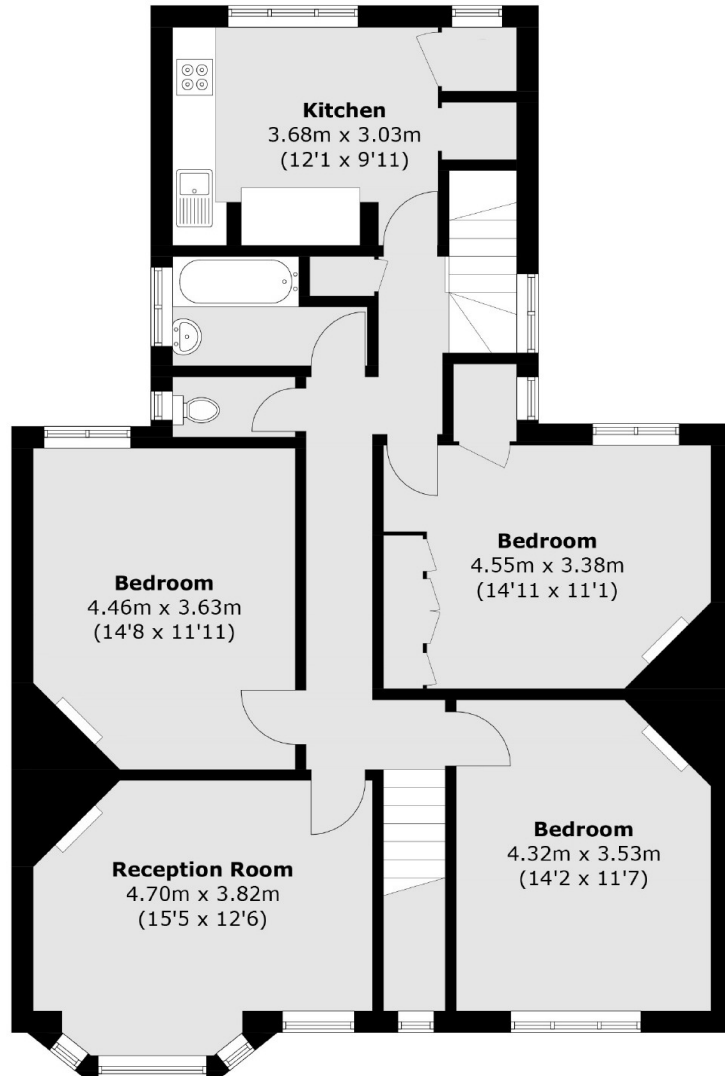 Kitchen
3.68m x 3.03m
(12'1 x 9'11)
Bedroom
4.55m x 3.38m
(14'11 x 11'1)
Bedroom
4.46m x 3.63m
(14'8 x 11'11)
Bedroom
4.32m x 3.53m
(14'2 x 11'7)
Reception Room
4.70m x 3.82m
(15'5 x 12'6)